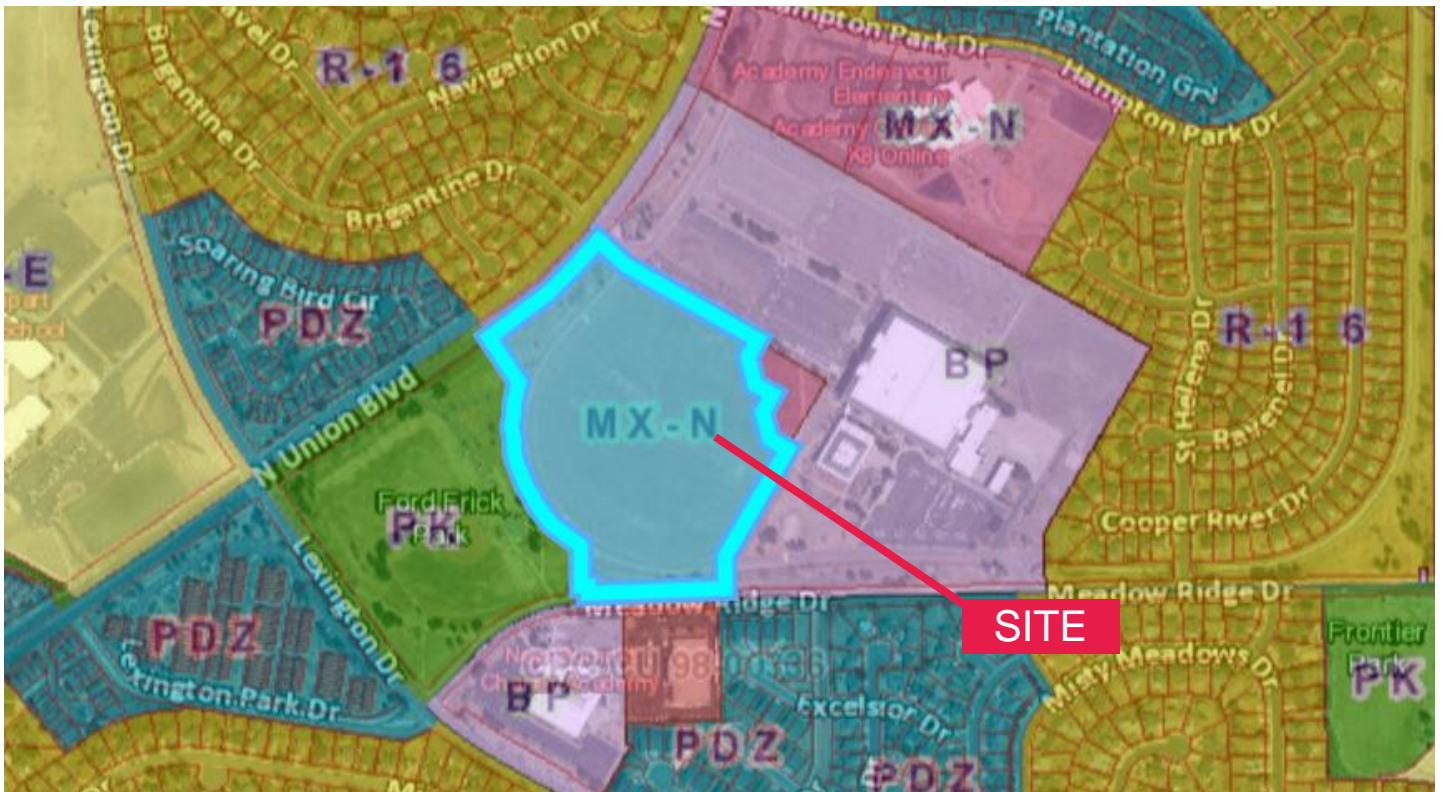 Hampton Park Dr
Plantation Grv
Hampton Park Dr
R-1 6
Navigation Dr
Lexington Dr
Brigantine Dr
Academy Endeavour
Elementary
Academy
K8 Online
MX-N
Brigantine Dr
-E
Soaring Bird Cir
PDZ
N Union Blvd
MX-N
BP
St Helena Dr
Ravenel Dr
R-1 6
Ford Frick
Park
PK
Cooper River Dr
Lexington Dr
Meadow Ridge Dr
Meadow Ridge Dr
SITE
PDZ
Lexington Park Dr
BP
Excelsior Dr
PDZ
PDZ
Misty Meadows Dr
Frontier
Park
PK